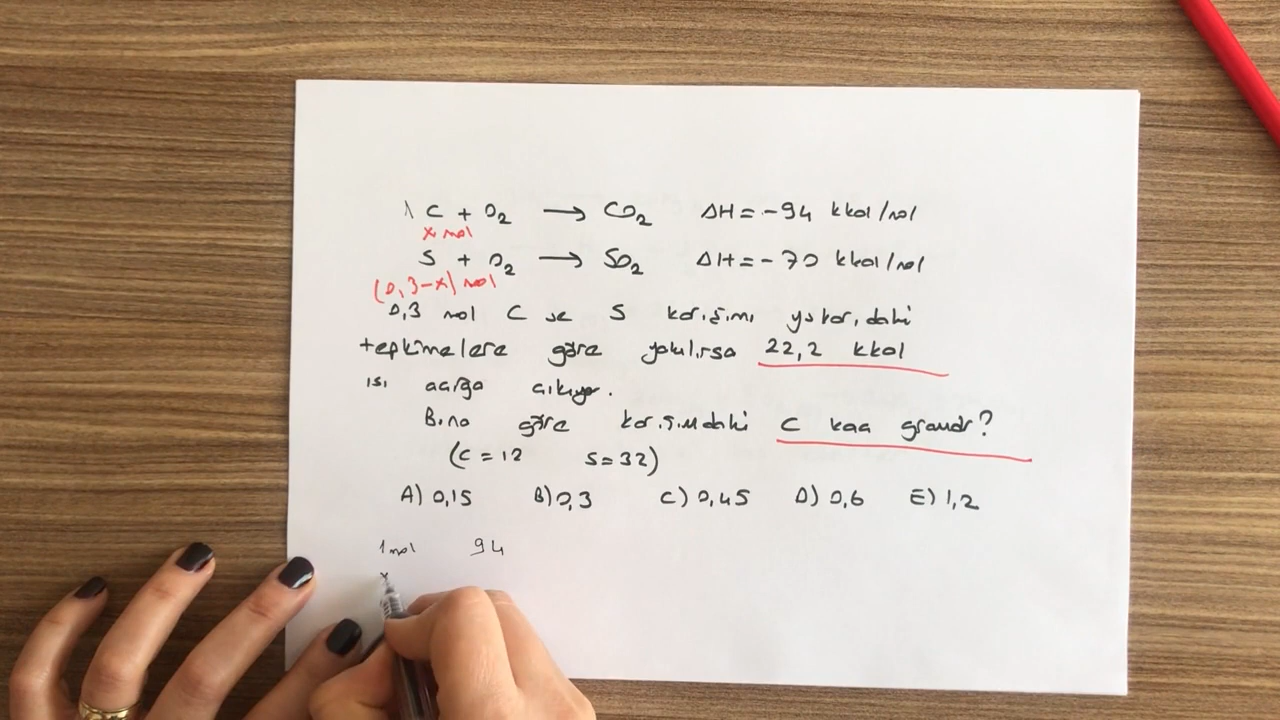 1 C + O2 → CO2 ΔH = -94 kkal/mol
x mol
S + O2 → SO2 ΔH = -70 kkal/mol
(0,3-x) mol
0,3 mol C ve S karışımı yukarıdaki
tepkimelere göre yakılırsa 22,2 kkal
ısı açığa çıkıyor.
Buna göre karışımdaki C kaç gramdır?
(C = 12 S = 32)
A) 0,15 B) 0,3 C) 0,45 D) 0,6 E) 1,2
1 mol 94
x